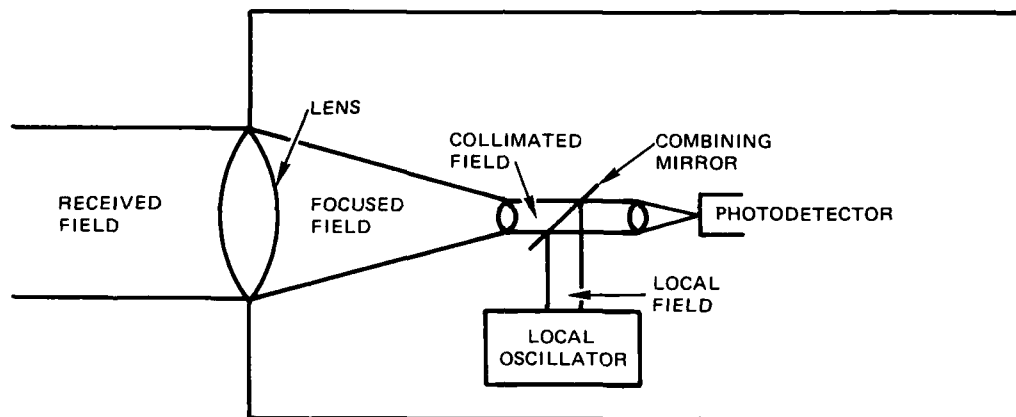 LENS
COLLIMATED
FIELD
COMBINING
MIRROR
RECEIVED
FIELD
FOCUSED
FIELD
PHOTODETECTOR
LOCAL
FIELD
LOCAL
OSCILLATOR